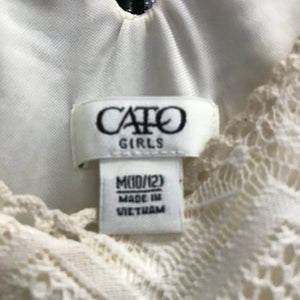 CATO
GIRLS
M(10/12)
MADE IN
VIETNAM